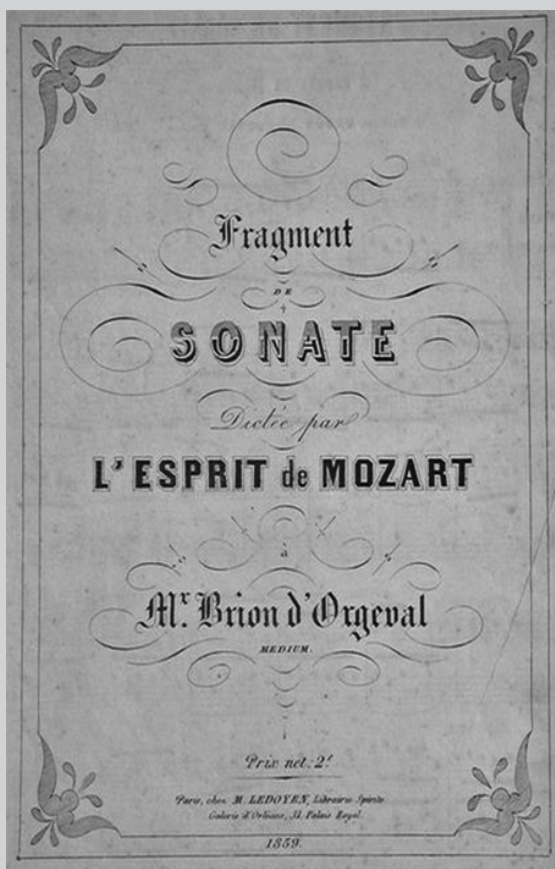 Fragment
DE
SONATE
Dictée par
L'ESPRIT de MOZART
à
Mr. Brion d'Orgeval
MEDIUM.
Prix net: 2f
Paris, chez M. LEDOYEN, Librairie Spirite
Galerie d'Orléans, 31, Palais Royal.
1859.